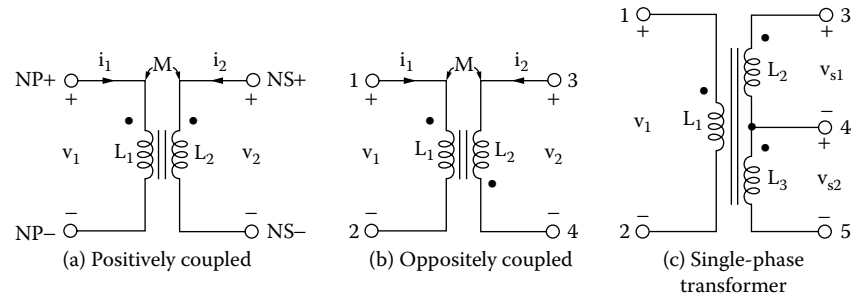 NP+ i1 M i2 NS+
+ +
v1 L1 L2 v2
− −
NP− NS−
(a) Positively coupled
1 i1 M i2 3
+ +
v1 L1 L2 v2
− −
2 4
(b) Oppositely coupled
1 3
+ +
L2 vs1
v1 L1 − 4
+
L3 vs2
− −
2 5
(c) Single-phase
transformer